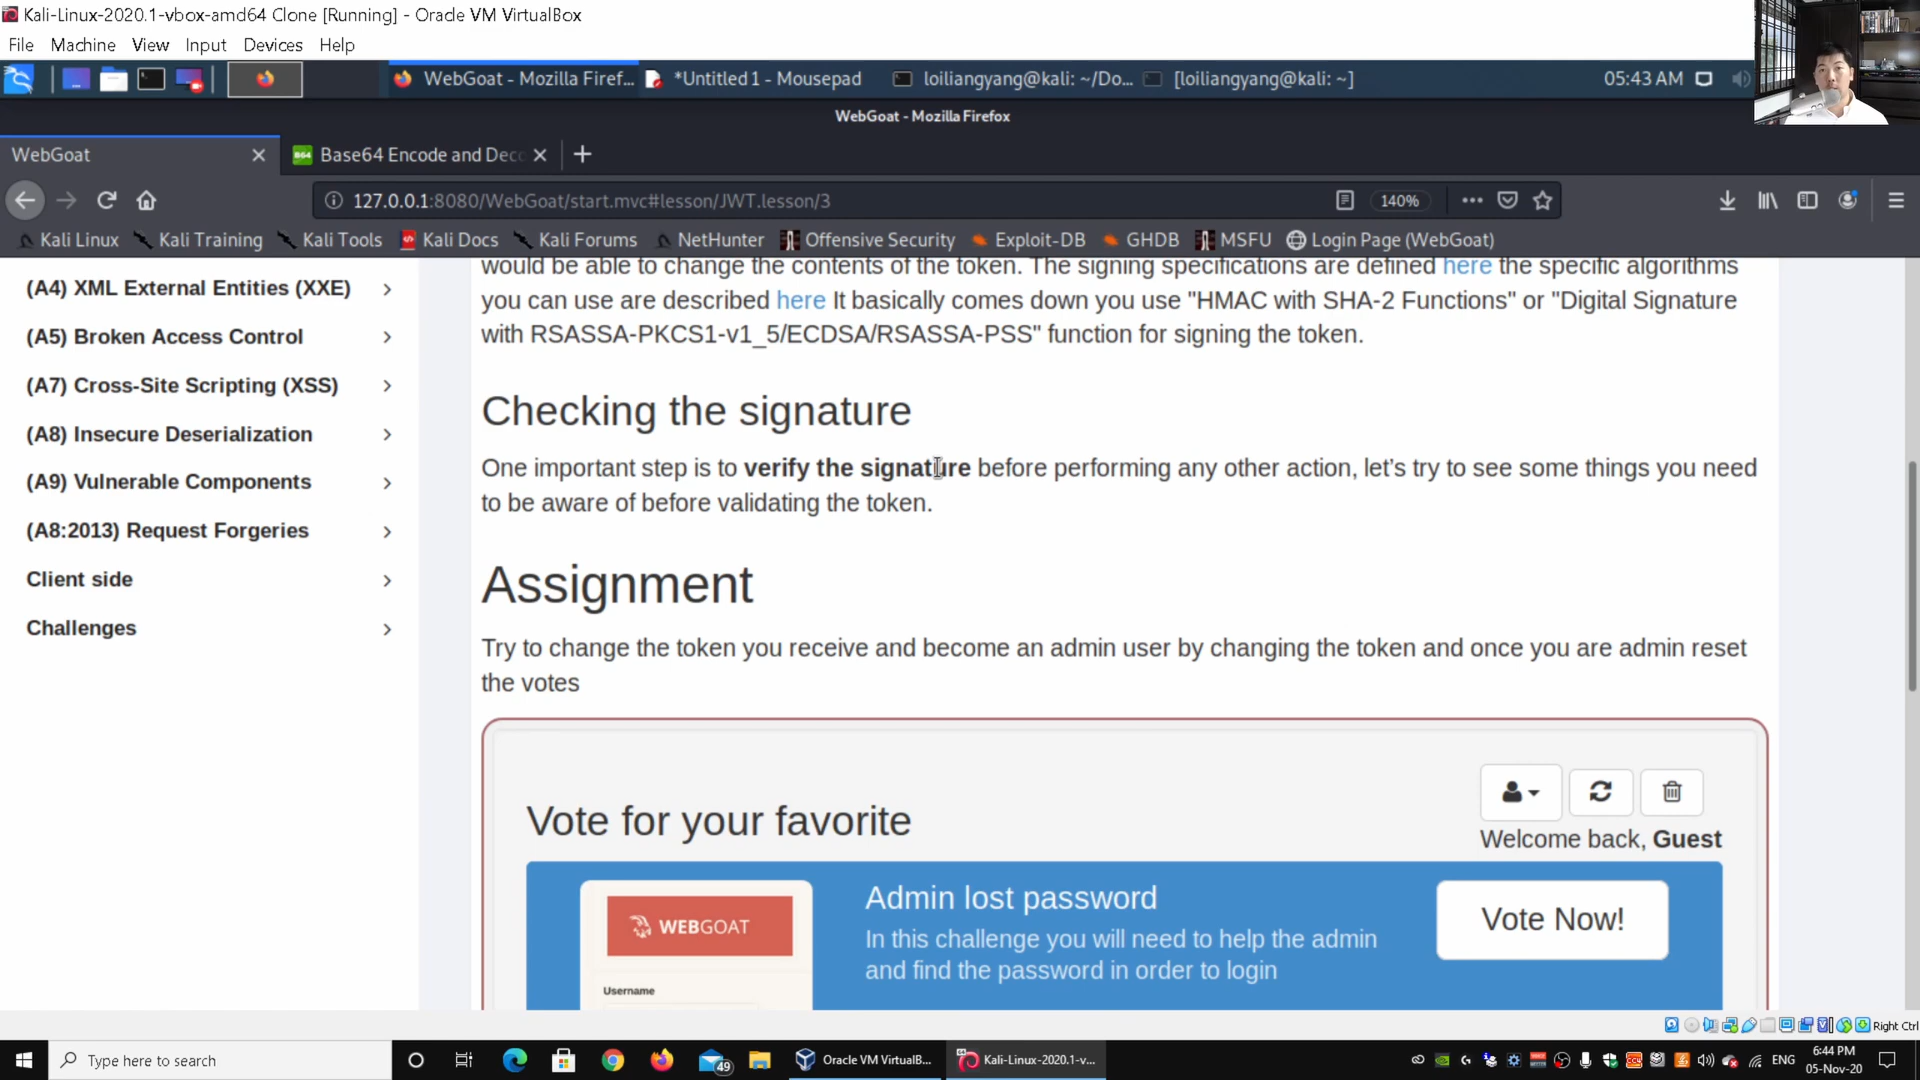 Kali-Linux-2020.1-vbox-amd64 Clone [Running] - Oracle VM VirtualBox
File Machine View Input Devices Help
WebGoat - Mozilla Firef... *Untitled 1 - Mousepad loiliangyang@kali: ~/Do... [loiliangyang@kali: ~] 05:43 AM
WebGoat - Mozilla Firefox
WebGoat B64 Base64 Encode and Deco
127.0.0.1:8080/WebGoat/start.mvc#lesson/JWT.lesson/3 140%
Kali Linux Kali Training Kali Tools Kali Docs Kali Forums NetHunter Offensive Security Exploit-DB GHDB MSFU Login Page (WebGoat)
(A4) XML External Entities (XXE)
(A5) Broken Access Control
(A7) Cross-Site Scripting (XSS)
(A8) Insecure Deserialization
(A9) Vulnerable Components
(A8:2013) Request Forgeries
Client side
Challenges
would be able to change the contents of the token. The signing specifications are defined here the specific algorithms
you can use are described here It basically comes down you use "HMAC with SHA-2 Functions" or "Digital Signature
with RSASSA-PKCS1-v1_5/ECDSA/RSASSA-PSS" function for signing the token.
Checking the signature
One important step is to verify the signature before performing any other action, let's try to see some things you need
to be aware of before validating the token.
Assignment
Try to change the token you receive and become an admin user by changing the token and once you are admin reset
the votes
Vote for your favorite
Welcome back, Guest
Admin lost password
In this challenge you will need to help the admin
and find the password in order to login
Vote Now!
WEBGOAT
Username
Right Ctrl
Type here to search
49
Oracle VM VirtualB...
Kali-Linux-2020.1-v...
ENG
6:44 PM
05-Nov-20